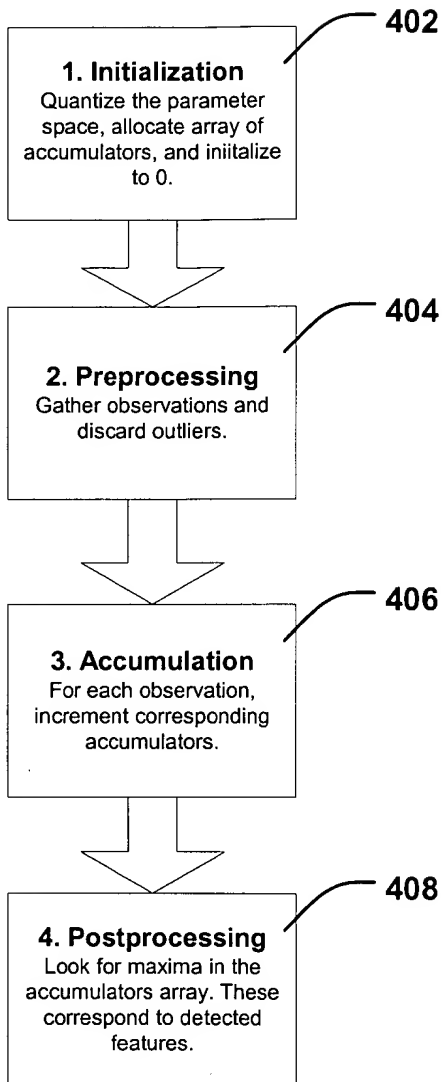 402
1. Initialization
Quantize the parameter
space, allocate array of
accumulators, and iniitalize
to 0.
404
2. Preprocessing
Gather observations and
discard outliers.
406
3. Accumulation
For each observation,
increment corresponding
accumulators.
408
4. Postprocessing
Look for maxima in the
accumulators array. These
correspond to detected
features.